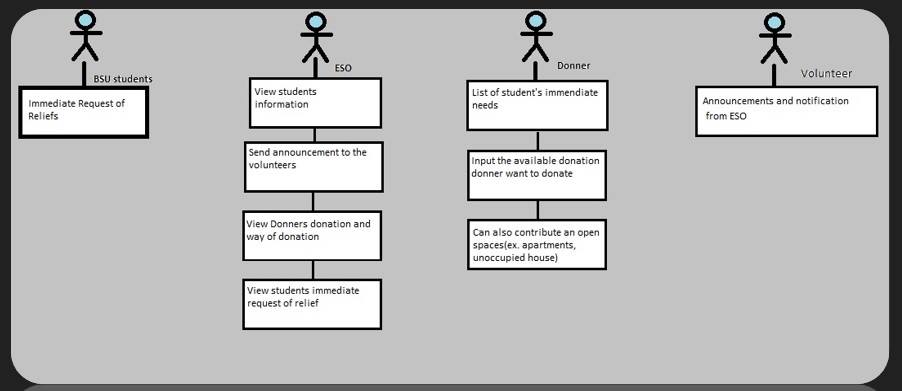 BSU students
Immediate Request of
Reliefs
ESO
View students
information
Send announcement to the
volunteers
View Donners donation and
way of donation
View students immediate
request of relief
Donner
List of student's immendiate
needs
Input the available donation
donner want to donate
Can also contribute an open
spaces(ex. apartments,
unoccupied house)
Volunteer
Announcements and notification
from ESO